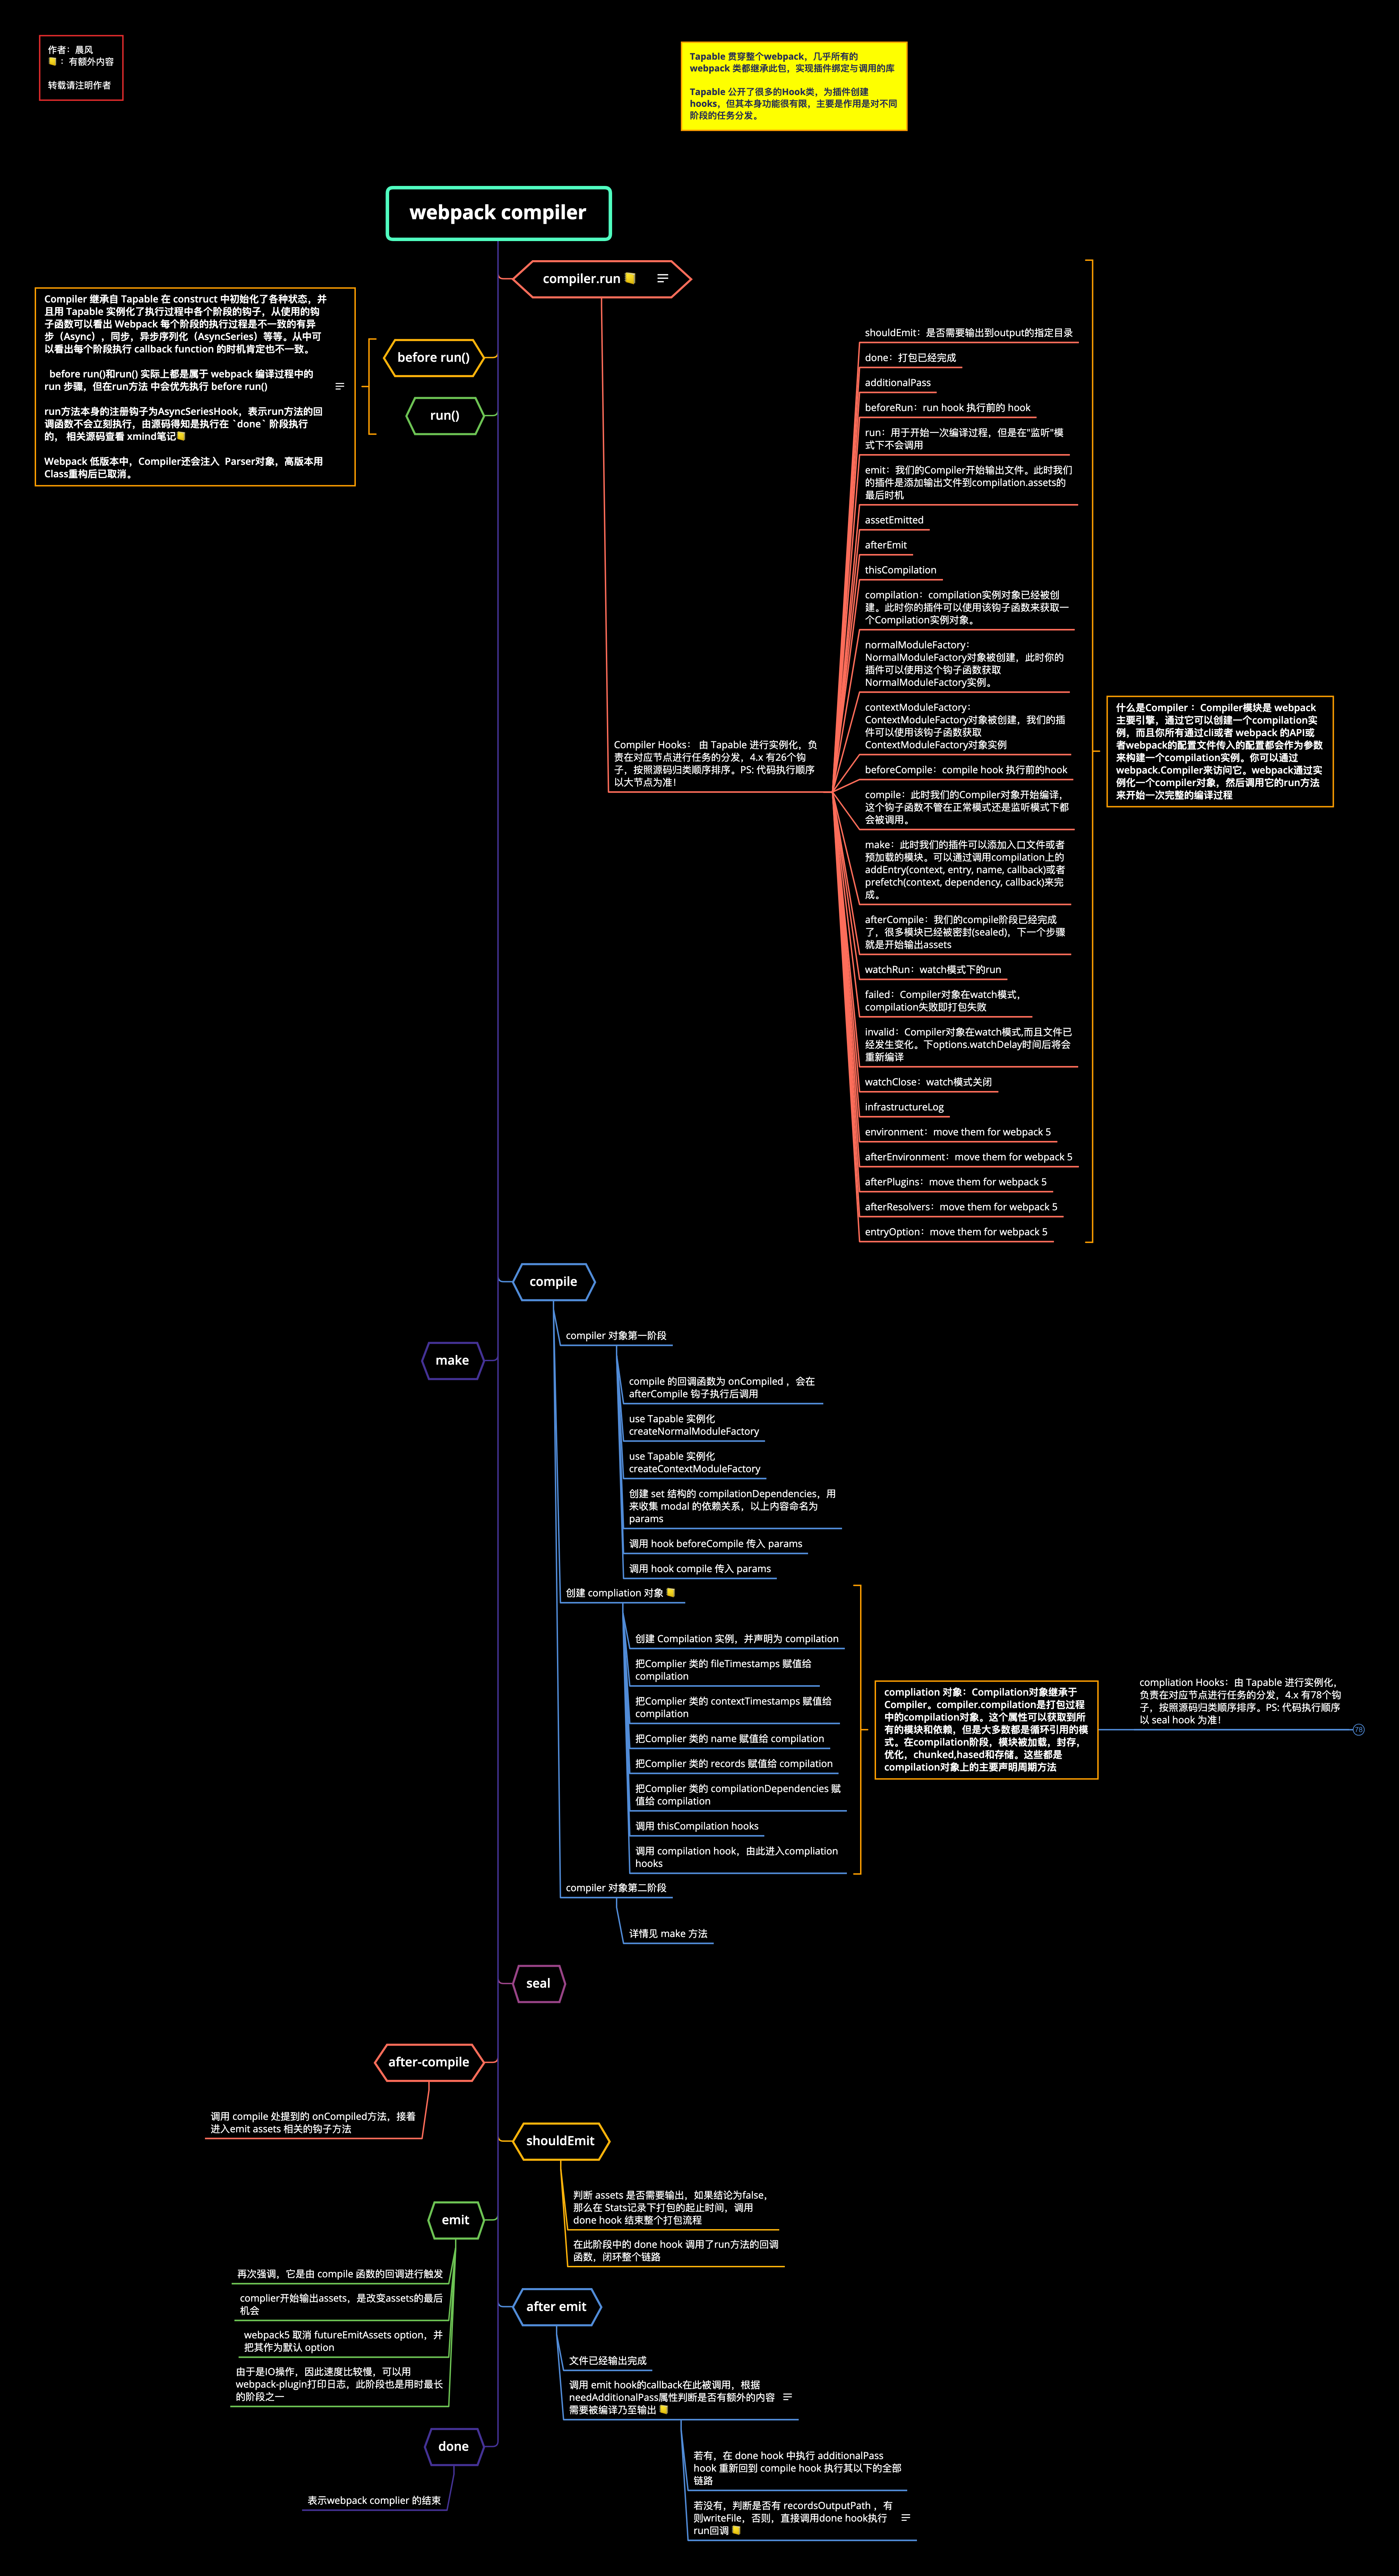 作者：晨风
：有额外内容
转载请注明作者
Tapable 贯穿整个webpack，几乎所有的
webpack 类都继承此包，实现插件绑定与调用的库
Tapable 公开了很多的Hook类，为插件创建
hooks，但其本身功能很有限，主要是作用是对不同
阶段的任务分发。
webpack compiler
compiler.run
Compiler 继承自 Tapable 在 construct 中初始化了各种状态，并
且用 Tapable 实例化了执行过程中各个阶段的钩子，从使用的钩
子函数可以看出 Webpack 每个阶段的执行过程是不一致的有异
步（Async），同步，异步序列化（AsyncSeries）等等。从中可
以看出每个阶段执行 callback function 的时机肯定也不一致。
before run()和run() 实际上都是属于 webpack 编译过程中的
run 步骤，但在run方法 中会优先执行 before run()
run方法本身的注册钩子为AsyncSeriesHook，表示run方法的回
调函数不会立刻执行，由源码得知是执行在 `done` 阶段执行
的， 相关源码查看 xmind笔记
Webpack 低版本中，Compiler还会注入  Parser对象，高版本用
Class重构后已取消。
before run()
run()
Compiler Hooks： 由 Tapable 进行实例化，负
责在对应节点进行任务的分发，4.x 有26个钩
子，按照源码归类顺序排序。PS: 代码执行顺序
以大节点为准！
shouldEmit：是否需要输出到output的指定目录
done：打包已经完成
additionalPass
beforeRun：run hook 执行前的 hook
run：用于开始一次编译过程，但是在"监听"模
式下不会调用
emit：我们的Compiler开始输出文件。此时我们
的插件是添加输出文件到compilation.assets的
最后时机
assetEmitted
afterEmit
thisCompilation
compilation：compilation实例对象已经被创
建。此时你的插件可以使用该钩子函数来获取一
个Compilation实例对象。
normalModuleFactory：
NormalModuleFactory对象被创建，此时你的
插件可以使用这个钩子函数获取
NormalModuleFactory实例。
contextModuleFactory：
ContextModuleFactory对象被创建，我们的插
件可以使用该钩子函数获取
ContextModuleFactory对象实例
beforeCompile：compile hook 执行前的hook
compile：此时我们的Compiler对象开始编译，
这个钩子函数不管在正常模式还是监听模式下都
会被调用。
make：此时我们的插件可以添加入口文件或者
预加载的模块。可以通过调用compilation上的
addEntry(context, entry, name, callback)或者
prefetch(context, dependency, callback)来完
成。
afterCompile：我们的compile阶段已经完成
了，很多模块已经被密封(sealed)，下一个步骤
就是开始输出assets
watchRun：watch模式下的run
failed：Compiler对象在watch模式，
compilation失败即打包失败
invalid：Compiler对象在watch模式,而且文件已
经发生变化。下options.watchDelay时间后将会
重新编译
watchClose：watch模式关闭
infrastructureLog
environment：move them for webpack 5
afterEnvironment：move them for webpack 5
afterPlugins：move them for webpack 5
afterResolvers：move them for webpack 5
entryOption：move them for webpack 5
什么是Compiler ：Compiler模块是 webpack
主要引擎，通过它可以创建一个compilation实
例，而且你所有通过cli或者 webpack 的API或
者webpack的配置文件传入的配置都会作为参数
来构建一个compilation实例。你可以通过
webpack.Compiler来访问它。webpack通过实
例化一个compiler对象，然后调用它的run方法
来开始一次完整的编译过程
compile
compiler 对象第一阶段
compile 的回调函数为 onCompiled ，会在
afterCompile 钩子执行后调用
use Tapable 实例化
createNormalModuleFactory
use Tapable 实例化
createContextModuleFactory
创建 set 结构的 compilationDependencies，用
来收集 modal 的依赖关系，以上内容命名为
params
调用 hook beforeCompile 传入 params
调用 hook compile 传入 params
创建 compliation 对象
创建 Compilation 实例，并声明为 compilation
把Complier 类的 fileTimestamps 赋值给
compilation
把Complier 类的 contextTimestamps 赋值给
compilation
把Complier 类的 name 赋值给 compilation
把Complier 类的 records 赋值给 compilation
把Complier 类的 compilationDependencies 赋
值给 compilation
调用 thisCompilation hooks
调用 compilation hook，由此进入compliation
hooks
compliation 对象：Compilation对象继承于
Compiler。compiler.compilation是打包过程
中的compilation对象。这个属性可以获取到所
有的模块和依赖，但是大多数都是循环引用的模
式。在compilation阶段，模块被加载，封存，
优化，chunked,hased和存储。这些都是
compilation对象上的主要声明周期方法
compliation Hooks：由 Tapable 进行实例化，
负责在对应节点进行任务的分发，4.x 有78个钩
子，按照源码归类顺序排序。PS: 代码执行顺序
以 seal hook 为准！
78
compiler 对象第二阶段
详情见 make 方法
make
seal
after-compile
调用 compile 处提到的 onCompiled方法，接着
进入emit assets 相关的钩子方法
shouldEmit
判断 assets 是否需要输出，如果结论为false，
那么在 Stats记录下打包的起止时间，调用
done hook 结束整个打包流程
在此阶段中的 done hook 调用了run方法的回调
函数，闭环整个链路
emit
再次强调，它是由 compile 函数的回调进行触发
complier开始输出assets，是改变assets的最后
机会
webpack5 取消 futureEmitAssets option，并
把其作为默认 option
由于是IO操作，因此速度比较慢，可以用
webpack-plugin打印日志，此阶段也是用时最长
的阶段之一
after emit
文件已经输出完成
调用 emit hook的callback在此被调用，根据
needAdditionalPass属性判断是否有额外的内容
需要被编译乃至输出
若有，在 done hook 中执行 additionalPass
hook 重新回到 compile hook 执行其以下的全部
链路
若没有，判断是否有 recordsOutputPath ，有
则writeFile，否则，直接调用done hook执行
run回调
done
表示webpack complier 的结束